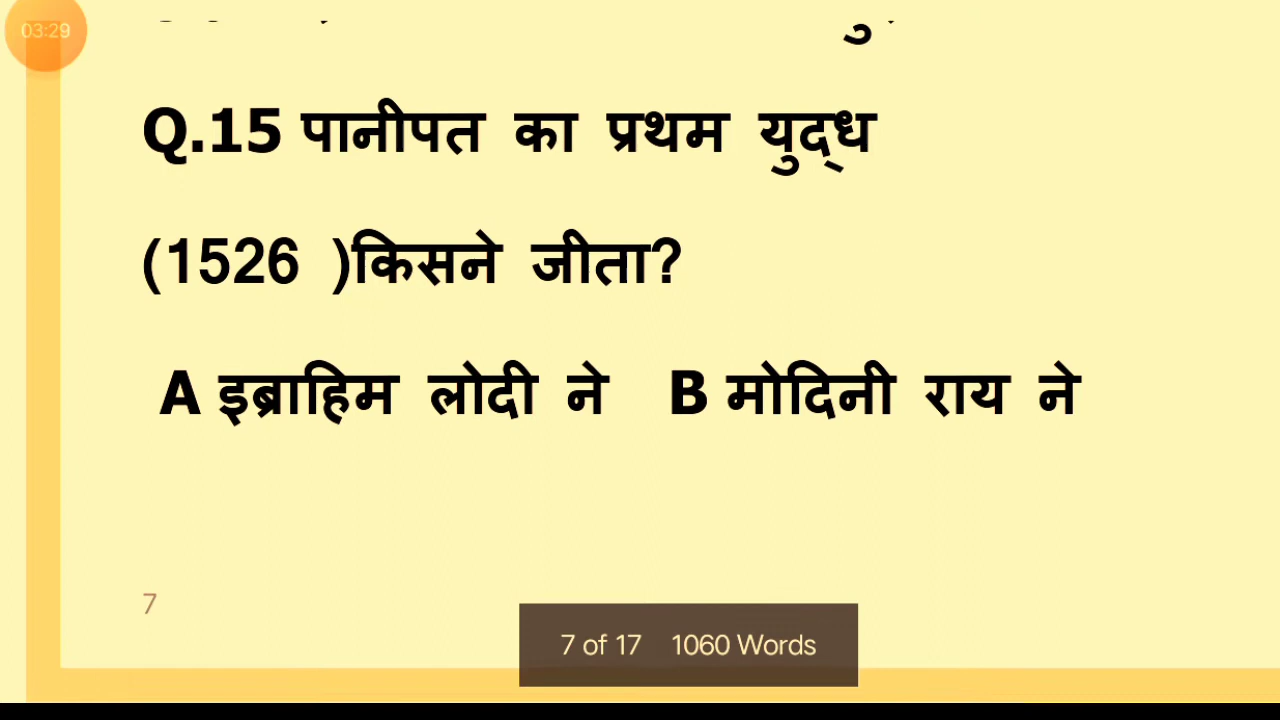 03:29
Q.15 पानीपत का प्रथम युद्ध
(1526 )किसने जीता?
A इब्राहिम लोदी ने B मोदिनी राय ने
7
7 of 17 1060 Words